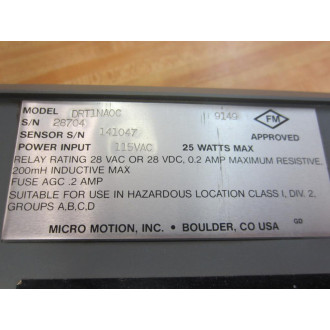 MODEL DRT1NAOC 9149
S/N 28704
SENSOR S/N 141047
FM
APPROVED
POWER INPUT 115VAC 25 WATTS MAX
RELAY RATING 28 VAC OR 28 VDC, 0.2 AMP MAXIMUM RESISTIVE,
200mH INDUCTIVE MAX
FUSE AGC .2 AMP
SUITABLE FOR USE IN HAZARDOUS LOCATION CLASS I, DIV. 2,
GROUPS A,B,C,D
MICRO MOTION, INC. • BOULDER, CO USA
GD